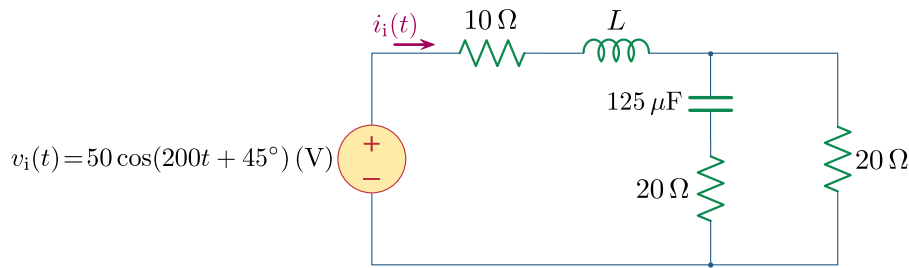 i_i(t)
10 Ω
L
125 μF
v_i(t) = 50 cos(200t + 45°) (V)
+
−
20 Ω
20 Ω